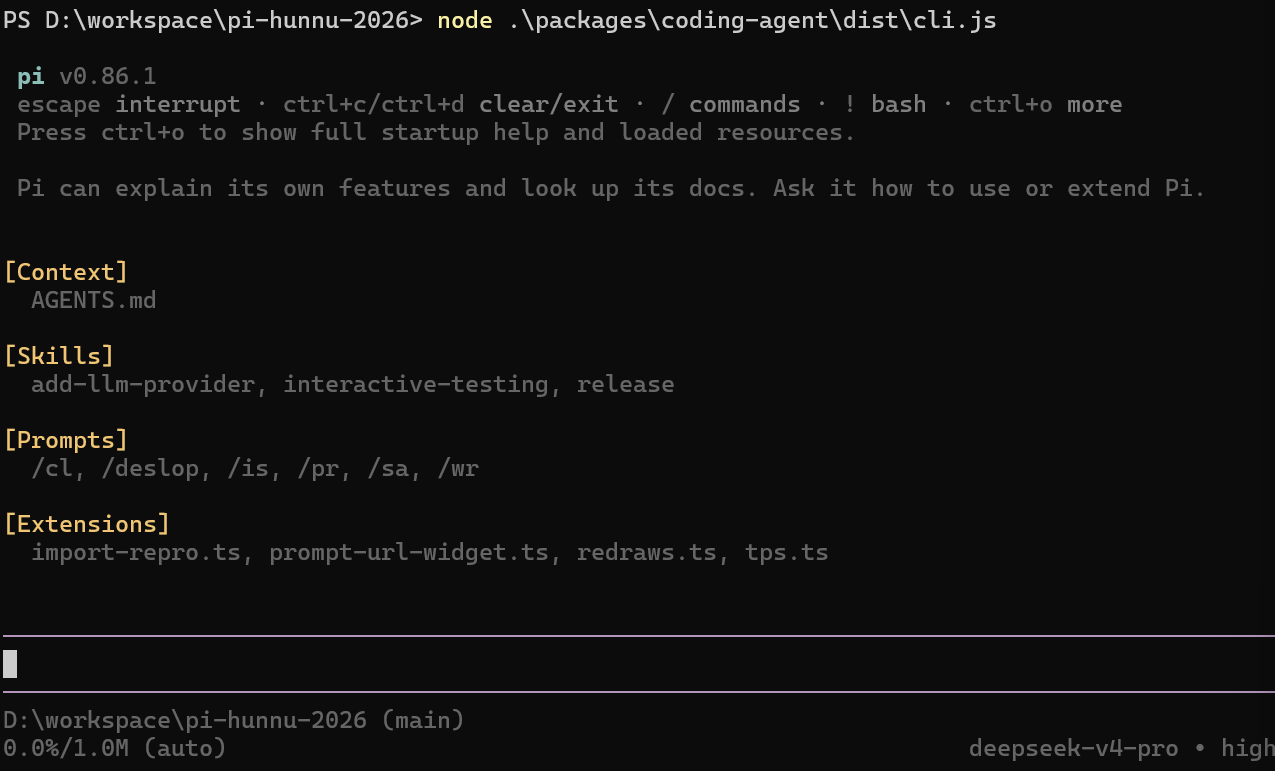 PS D:\workspace\pi-hunnu-2026> node .\packages\coding-agent\dist\cli.js
pi v0.86.1
escape interrupt · ctrl+c/ctrl+d clear/exit · / commands · ! bash · ctrl+o more
Press ctrl+o to show full startup help and loaded resources.
Pi can explain its own features and look up its docs. Ask it how to use or extend Pi.
[Context]
AGENTS.md
[Skills]
add-llm-provider, interactive-testing, release
[Prompts]
/cl, /deslop, /is, /pr, /sa, /wr
[Extensions]
import-repro.ts, prompt-url-widget.ts, redraws.ts, tps.ts
D:\workspace\pi-hunnu-2026 (main)
0.0%/1.0M (auto) deepseek-v4-pro • high